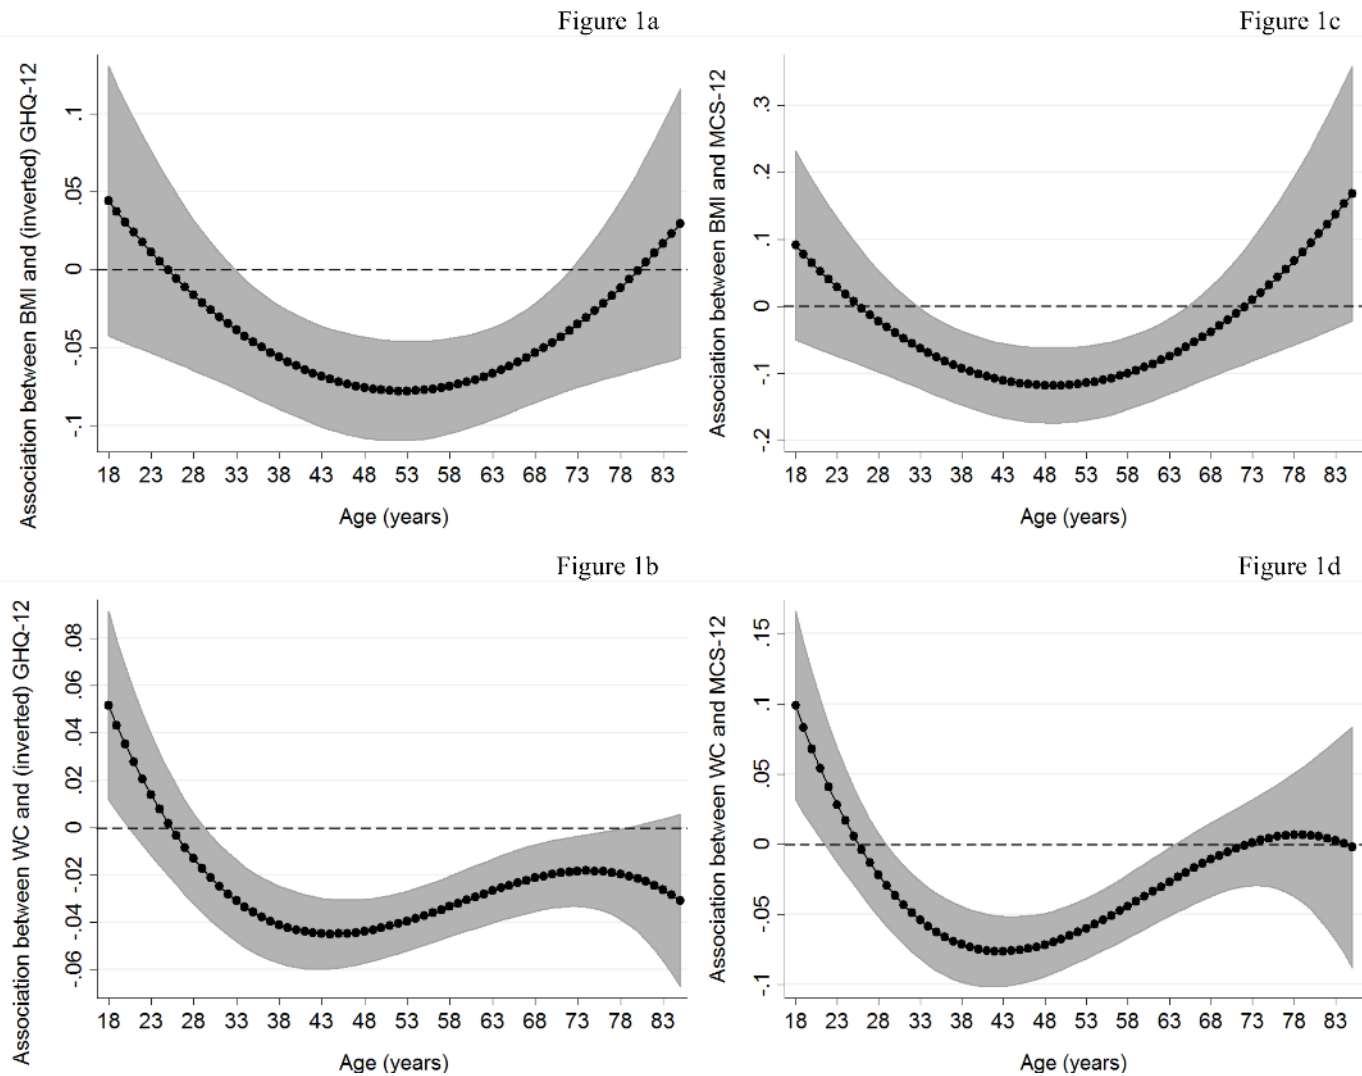 Figure 1a
Association between BMI and (inverted) GHQ-12
.1
.05
0
-.05
-.1
18 23 28 33 38 43 48 53 58 63 68 73 78 83
Age (years)
Figure 1c
Association between BMI and MCS-12
.3
.2
.1
0
-.1
-.2
18 23 28 33 38 43 48 53 58 63 68 73 78 83
Age (years)
Figure 1b
Association between WC and (inverted) GHQ-12
.08
.06
.04
.02
0
-.02
-.04
-.06
18 23 28 33 38 43 48 53 58 63 68 73 78 83
Age (years)
Figure 1d
Association between WC and MCS-12
.15
.1
.05
0
-.05
-.1
18 23 28 33 38 43 48 53 58 63 68 73 78 83
Age (years)